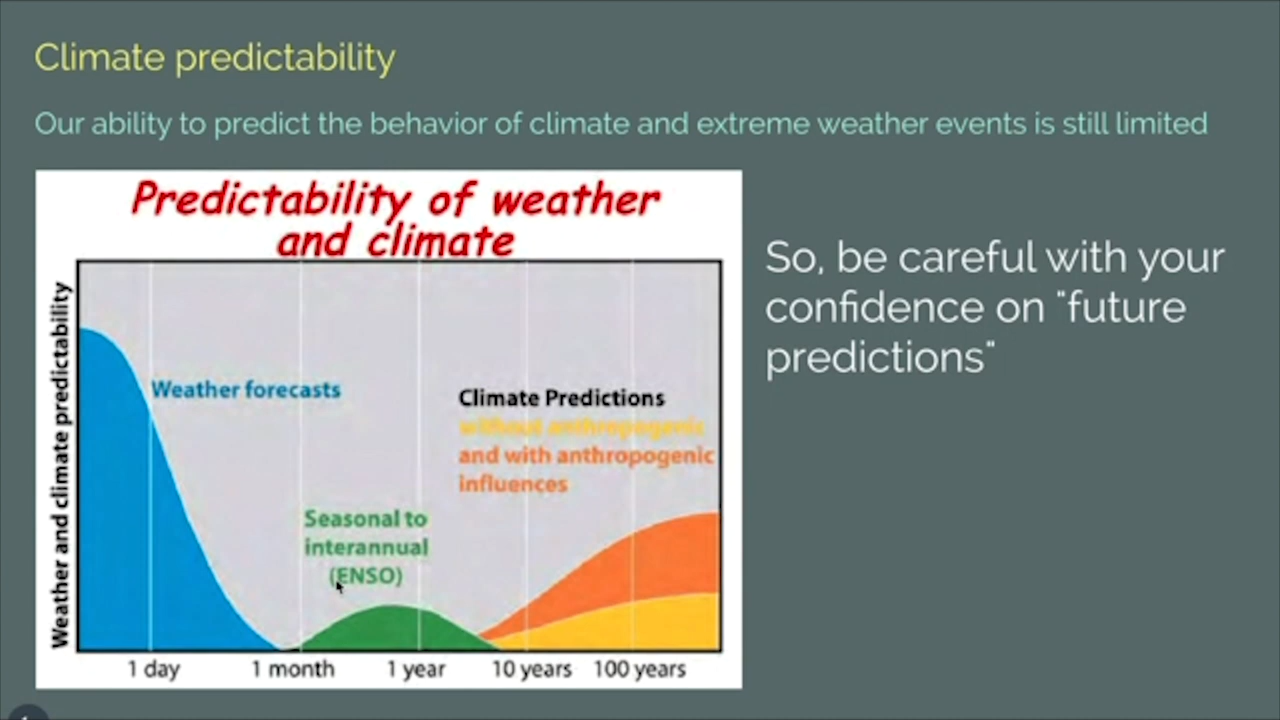 Climate predictability
Our ability to predict the behavior of climate and extreme weather events is still limited
Predictability of weather
and climate
Weather and climate predictability
Weather forecasts
Seasonal to
interannual
(ENSO)
Climate Predictions
without anthropogenic
and with anthropogenic
influences
1 day 1 month 1 year 10 years 100 years
So, be careful with your
confidence on "future
predictions"